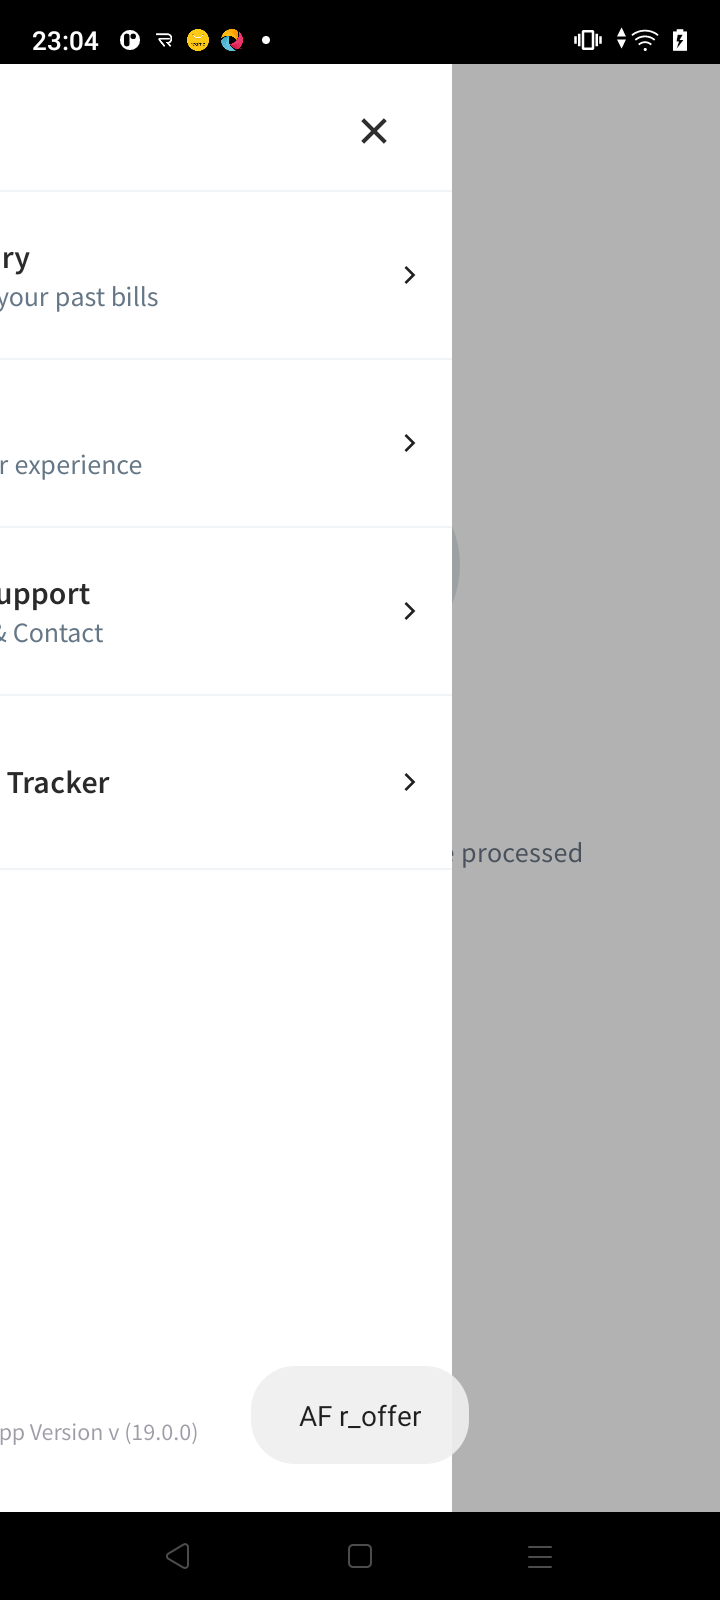 23:04
ry
your past bills
r experience
upport
& Contact
Tracker
processed
pp Version v (19.0.0)
AF r_offer